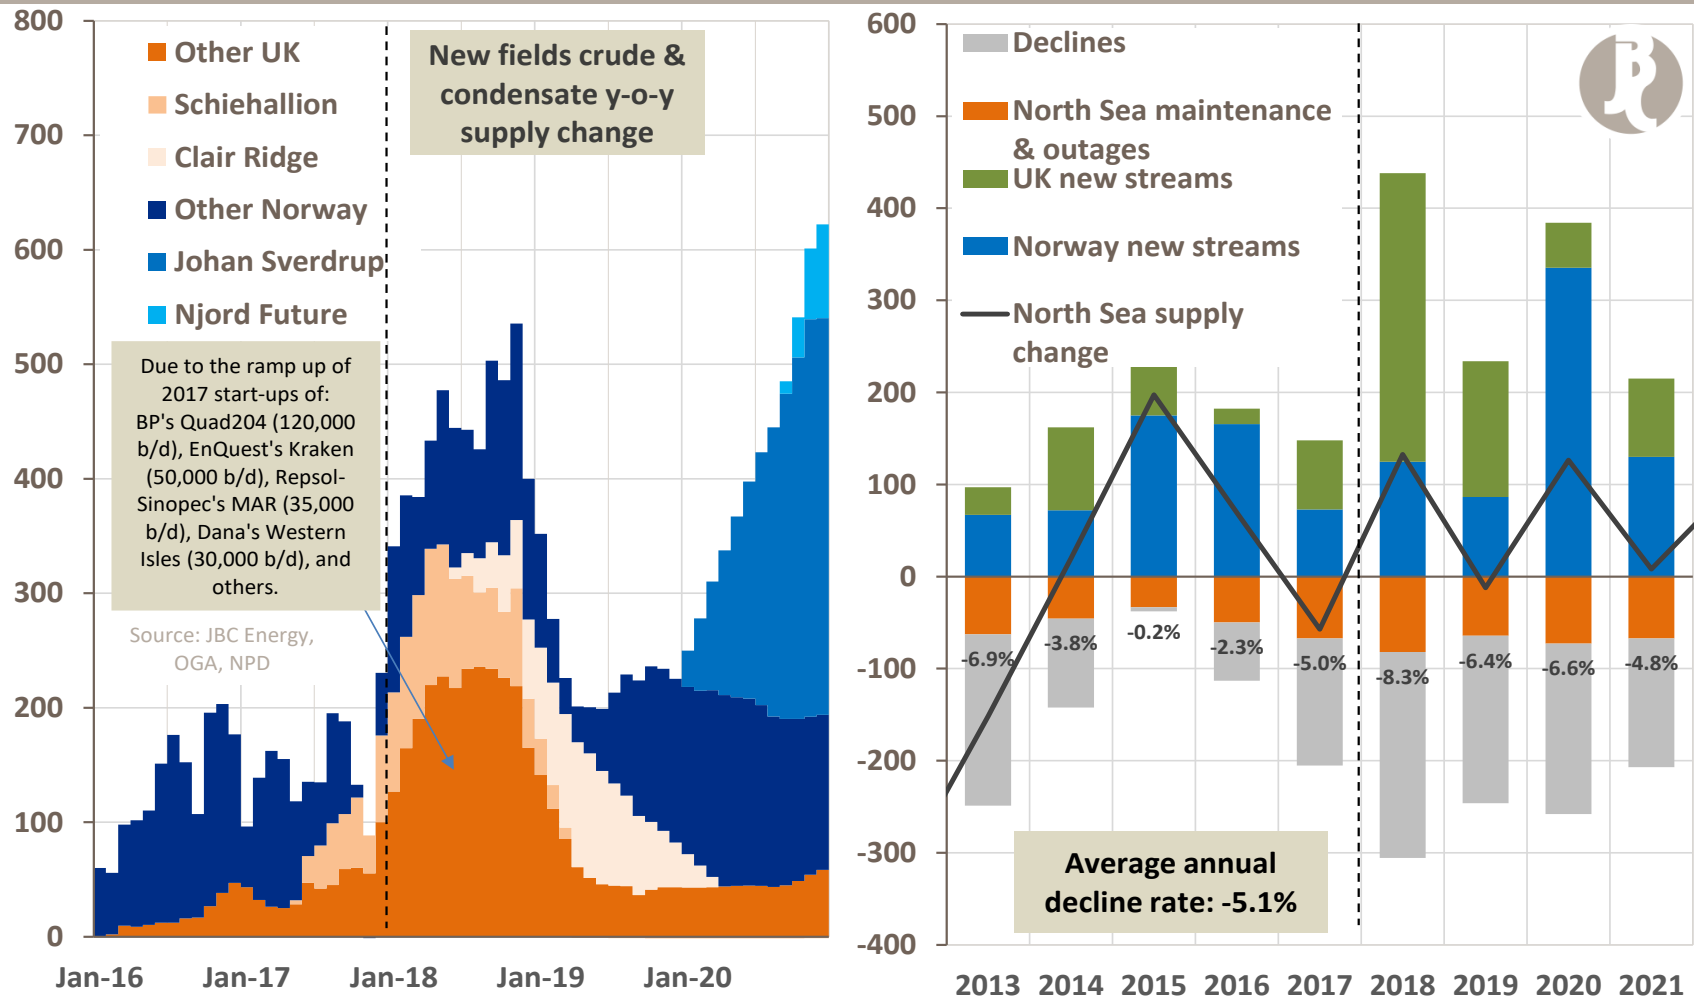 800
700
600
500
400
300
200
100
0
Other UK
Schiehallion
Clair Ridge
Other Norway
Johan Sverdrup
Njord Future
New fields crude &
condensate y-o-y
supply change
Due to the ramp up of
2017 start-ups of:
BP's Quad204 (120,000
b/d), EnQuest's Kraken
(50,000 b/d), Repsol-
Sinopec's MAR (35,000
b/d), Dana's Western
Isles (30,000 b/d), and
others.
Source: JBC Energy,
OGA, NPD
Jan-16 Jan-17 Jan-18 Jan-19 Jan-20
600
500
400
300
200
100
0
-100
-200
-300
-400
Declines
North Sea maintenance
& outages
UK new streams
Norway new streams
North Sea supply
change
JBC
-6.9% -3.8% -0.2% -2.3% -5.0% -8.3% -6.4% -6.6% -4.8%
Average annual
decline rate: -5.1%
2013 2014 2015 2016 2017 2018 2019 2020 2021